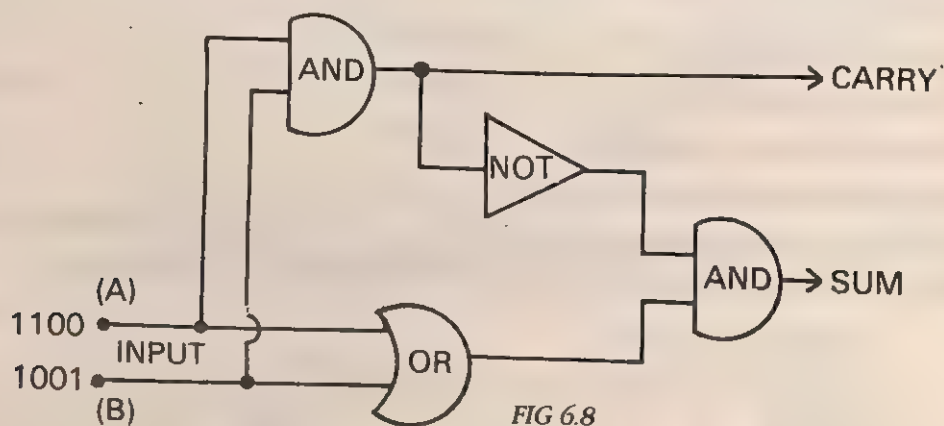 AND
CARRY
NOT
AND
SUM
(A)
1100
INPUT
OR
1001
(B)
FIG 6.8